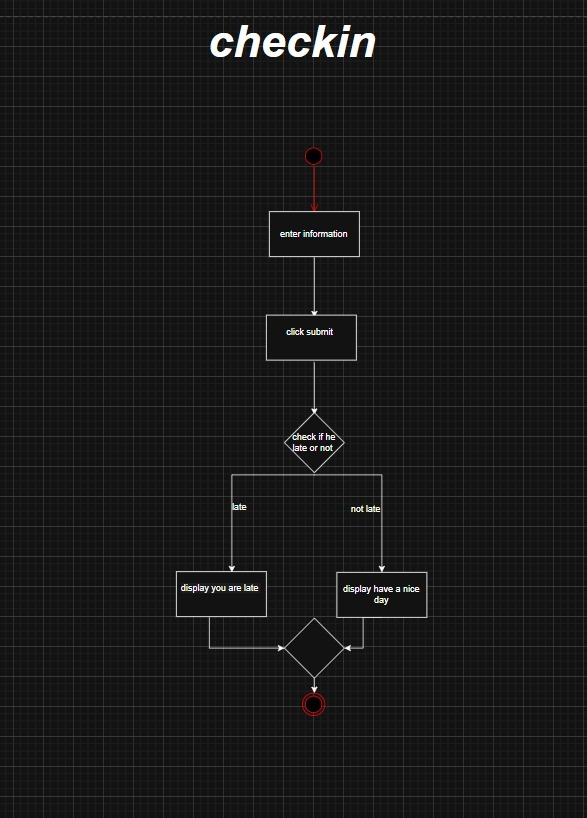 checkin
enter information
click submit
check if he
late or not
late
not late
display you are late
display have a nice
day